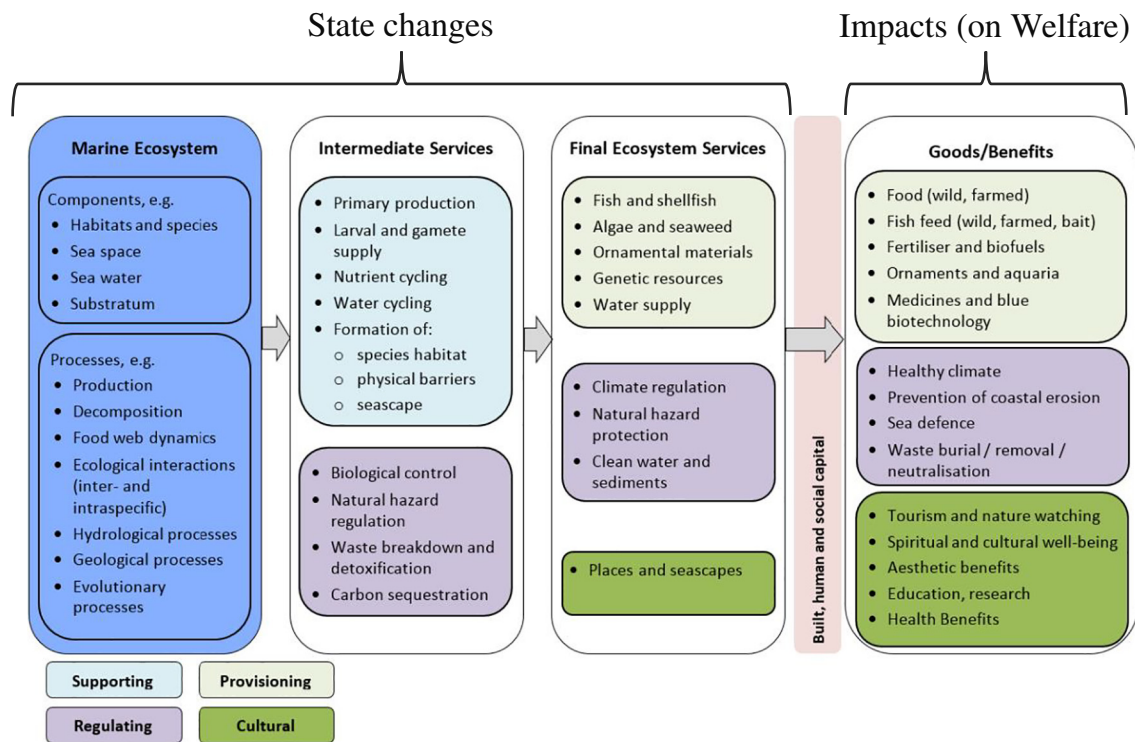 State changes
Impacts (on Welfare)
Marine Ecosystem
Components, e.g.
• Habitats and species
• Sea space
• Sea water
• Substratum
Processes, e.g.
• Production
• Decomposition
• Food web dynamics
• Ecological interactions
(inter- and
intraspecific)
• Hydrological processes
• Geological processes
• Evolutionary
processes
Intermediate Services
• Primary production
• Larval and gamete
supply
• Nutrient cycling
• Water cycling
• Formation of:
o species habitat
o physical barriers
o seascape
• Biological control
• Natural hazard
regulation
• Waste breakdown and
detoxification
• Carbon sequestration
Final Ecosystem Services
• Fish and shellfish
• Algae and seaweed
• Ornamental materials
• Genetic resources
• Water supply
• Climate regulation
• Natural hazard
protection
• Clean water and
sediments
• Places and seascapes
Built, human and social capital
Goods/Benefits
• Food (wild, farmed)
• Fish feed (wild, farmed, bait)
• Fertiliser and biofuels
• Ornaments and aquaria
• Medicines and blue
biotechnology
• Healthy climate
• Prevention of coastal erosion
• Sea defence
• Waste burial / removal /
neutralisation
• Tourism and nature watching
• Spiritual and cultural well-being
• Aesthetic benefits
• Education, research
• Health Benefits
Supporting
Provisioning
Regulating
Cultural